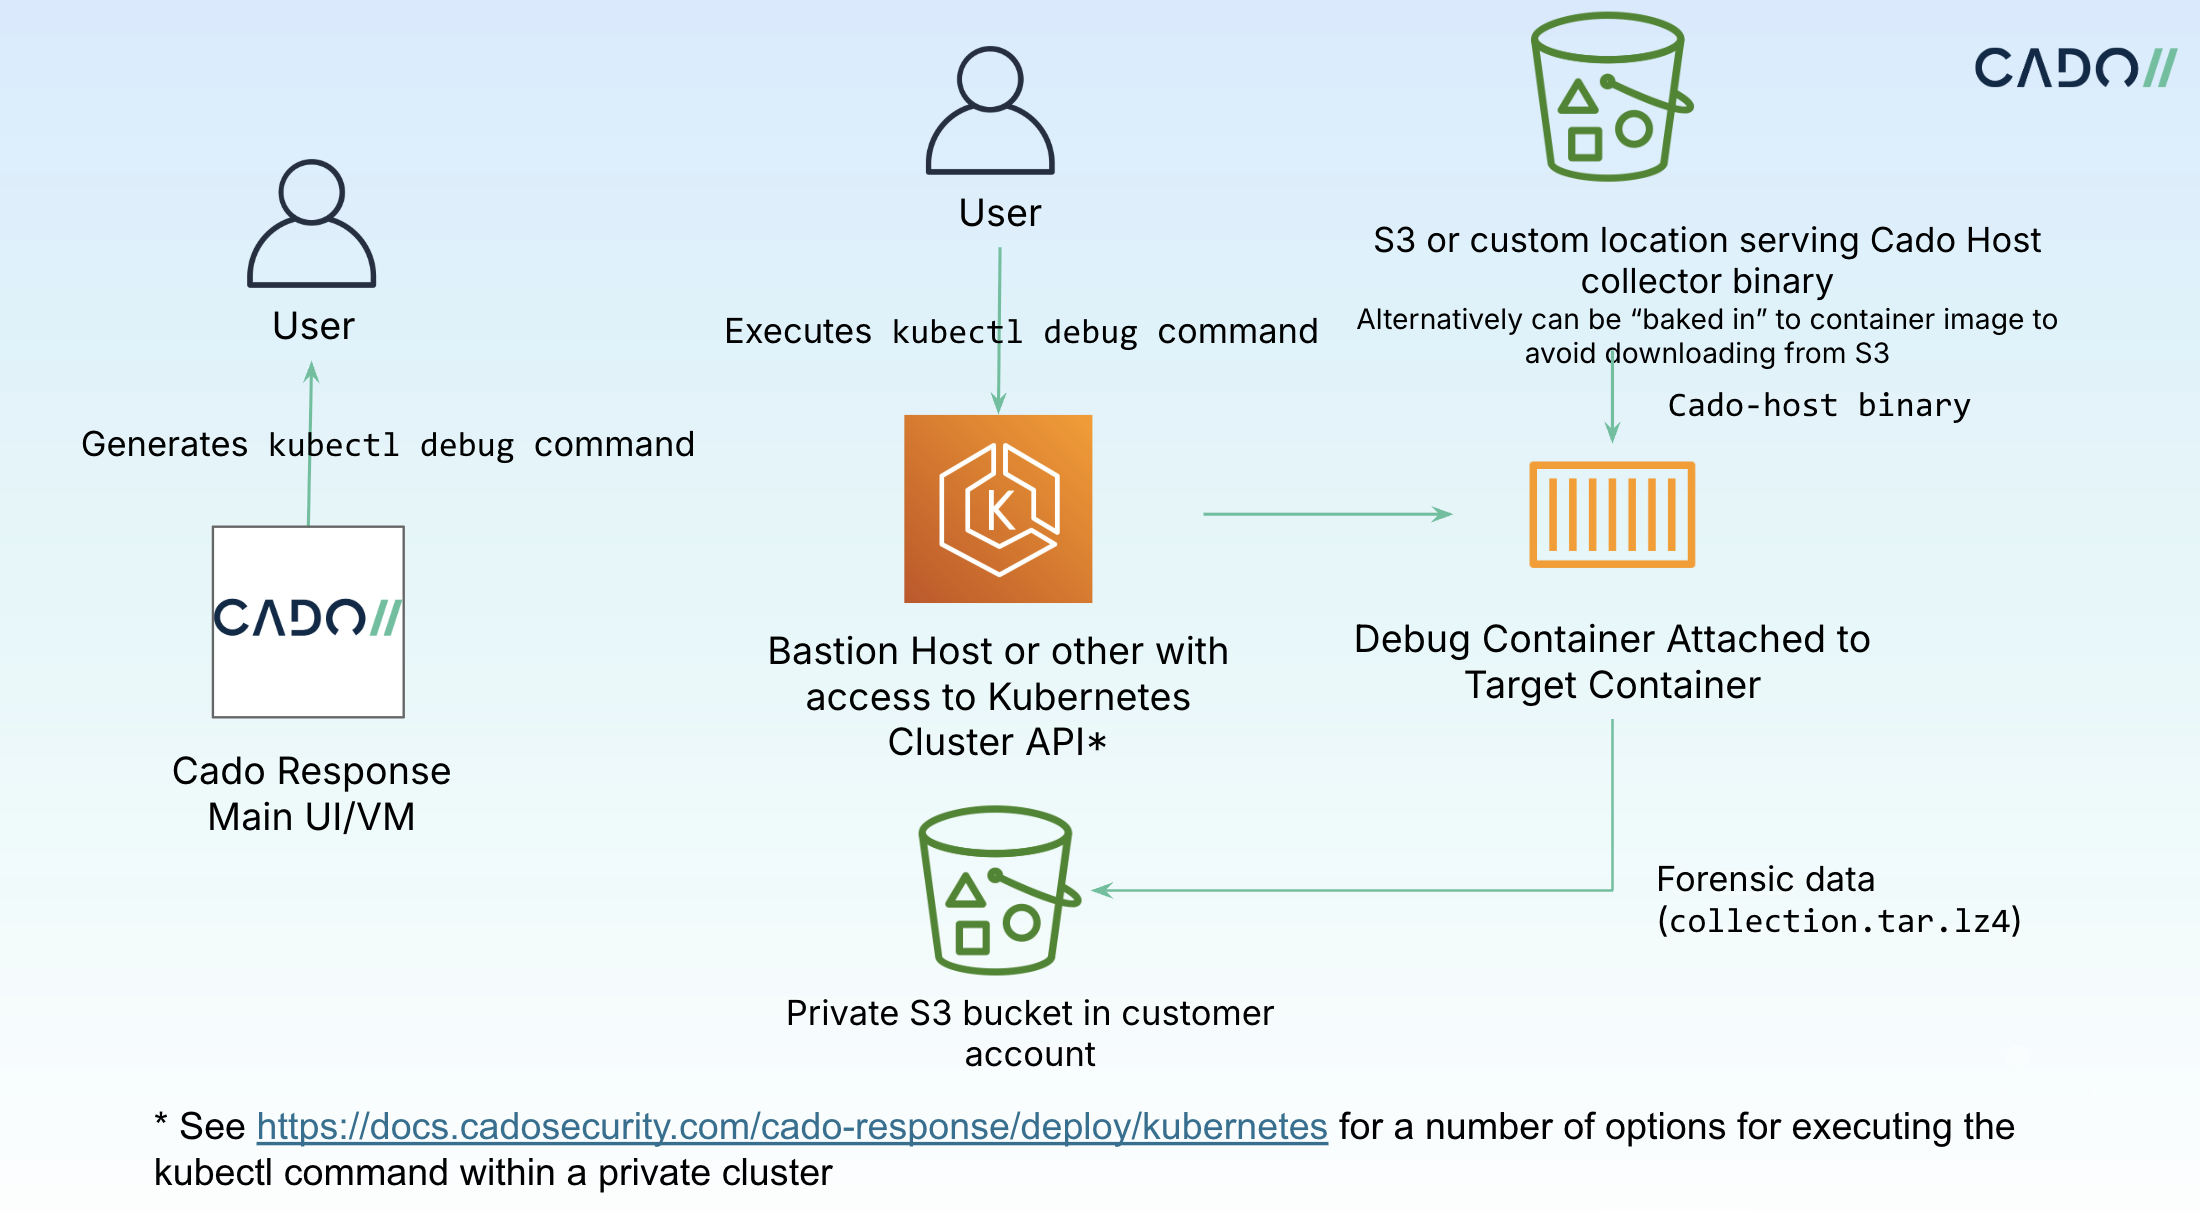 CADO//
User
Generates kubectl debug command
CADO//
Cado Response
Main UI/VM
User
Executes kubectl debug command
Bastion Host or other with
access to Kubernetes
Cluster API*
K
S3 or custom location serving Cado Host
collector binary
Alternatively can be “baked in” to container image to
avoid downloading from S3
Cado-host binary
Debug Container Attached to
Target Container
Forensic data
(collection.tar.lz4)
Private S3 bucket in customer
account
* See https://docs.cadosecurity.com/cado-response/deploy/kubernetes for a number of options for executing the
kubectl command within a private cluster